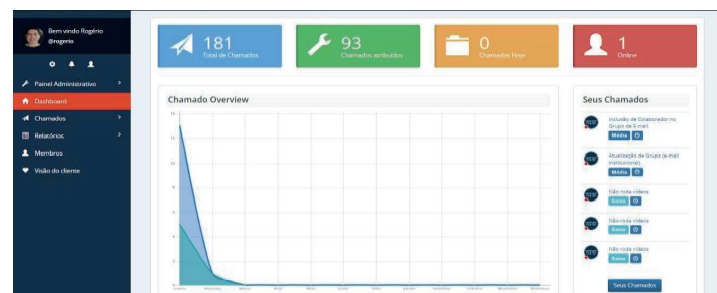 Bem vindo Rogério
@rogerio
Painel Administrativo
Dashboard
Chamados
Relatórios
Membros
Visão do cliente
181
Total de Chamados
93
Chamados atribuídos
0
Chamados Hoje
1
Online
Chamado Overview
Seus Chamados
Inclusão de Colaborador no
Grupo de E-mail
Média
Atualização de Grupo (e-mail
institucional)
Média
Não roda vídeos
Baixa
Não roda vídeos
Baixa
Não roda vídeos
Baixa
Seus Chamados